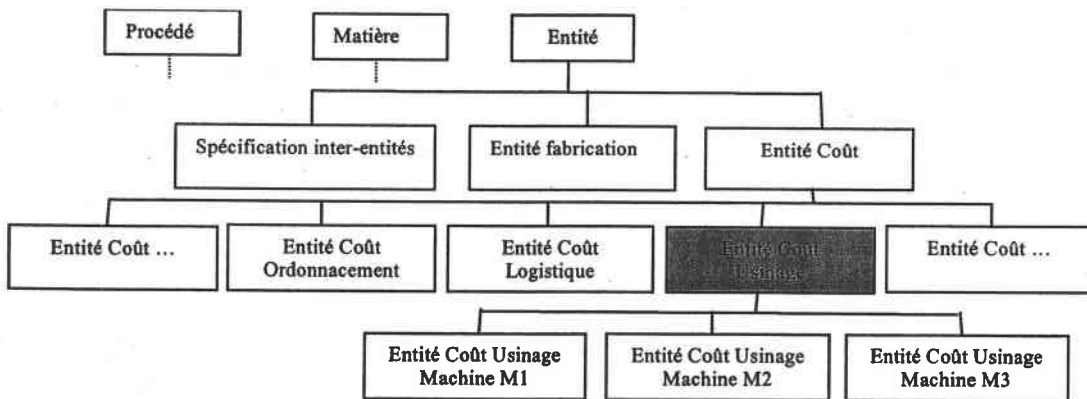 Procédé
Matière
Entité
Spécification inter-entités
Entité fabrication
Entité Coût
Entité Coût ...
Entité Coût
Ordonnacement
Entité Coût
Logistique
Entité Coût
Usinage
Entité Coût ...
Entité Coût Usinage
Machine M1
Entité Coût Usinage
Machine M2
Entité Coût Usinage
Machine M3